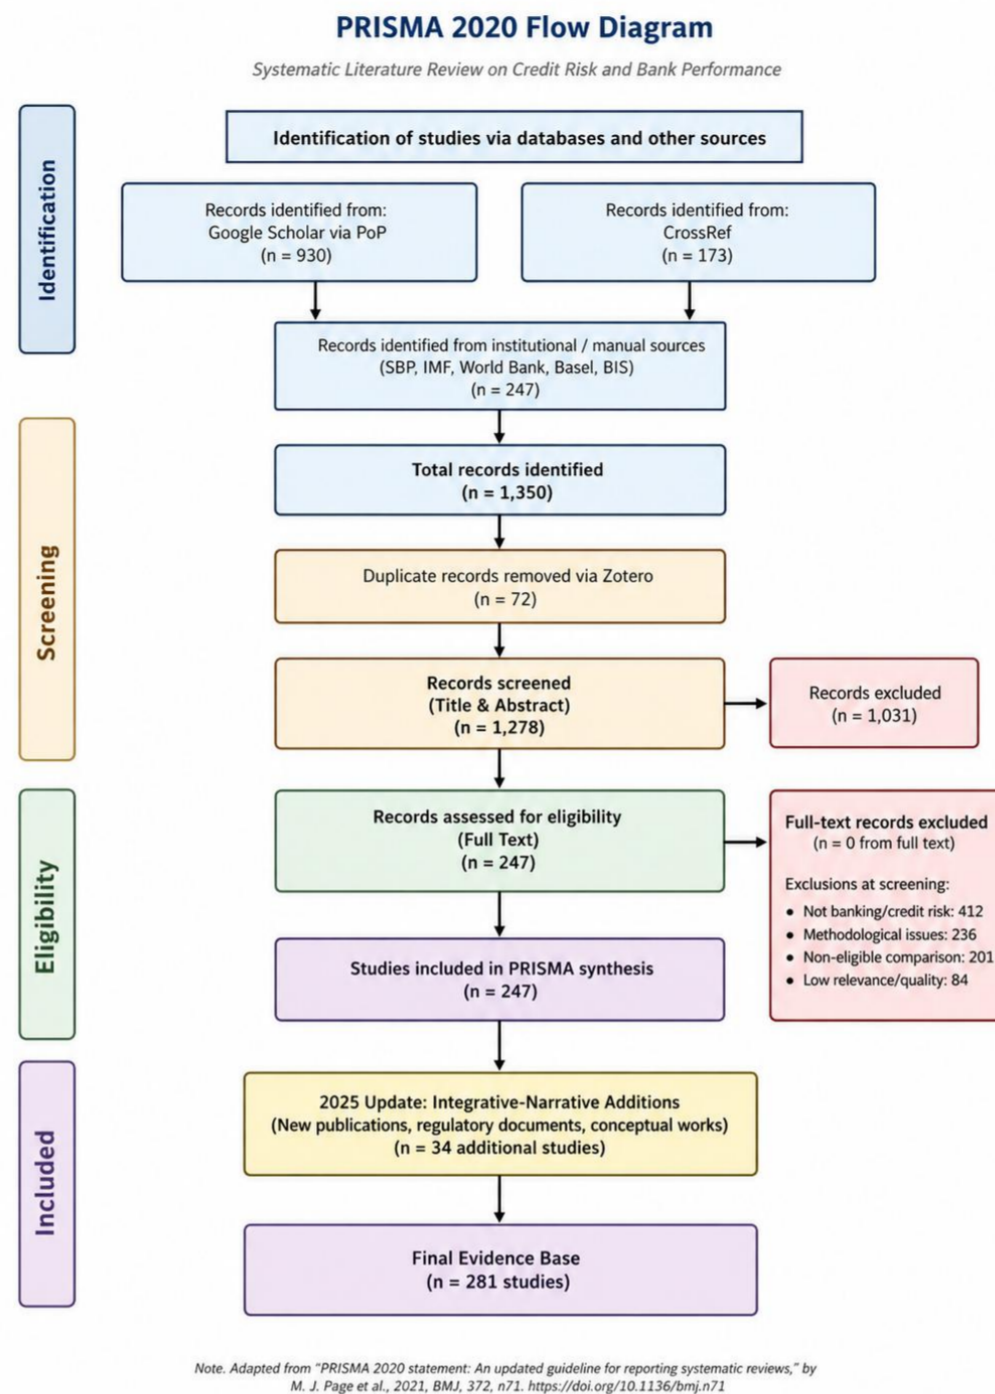 PRISMA 2020 Flow Diagram
Systematic Literature Review on Credit Risk and Bank Performance
Identification
Identification of studies via databases and other sources
Records identified from:
Google Scholar via PoP
(n = 930)
Records identified from:
CrossRef
(n = 173)
Records identified from institutional / manual sources
(SBP, IMF, World Bank, Basel, BIS)
(n = 247)
Screening
Total records identified
(n = 1,350)
Duplicate records removed via Zotero
(n = 72)
Records screened
(Title & Abstract)
(n = 1,278)
Records excluded
(n = 1,031)
Eligibility
Records assessed for eligibility
(Full Text)
(n = 247)
Full-text records excluded
(n = 0 from full text)
Exclusions at screening:
• Not banking/credit risk: 412
• Methodological issues: 236
• Non-eligible comparison: 201
• Low relevance/quality: 84
Studies included in PRISMA synthesis
(n = 247)
Included
2025 Update: Integrative-Narrative Additions
(New publications, regulatory documents, conceptual works)
(n = 34 additional studies)
Final Evidence Base
(n = 281 studies)
Note. Adapted from "PRISMA 2020 statement: An updated guideline for reporting systematic reviews," by
M. J. Page et al., 2021, BMJ, 372, n71. https://doi.org/10.1136/bmj.n71